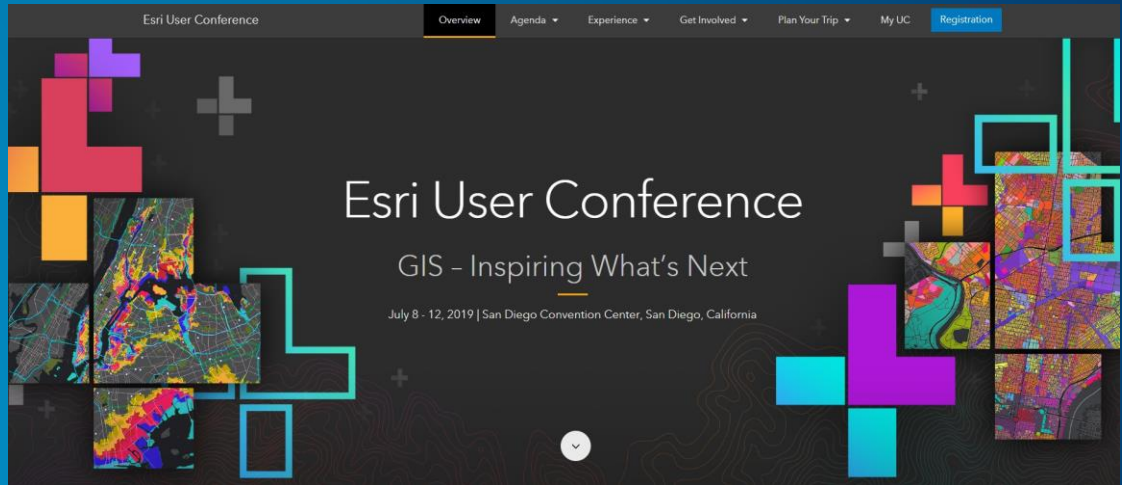 Esri User Conference Overview Agenda Experience Get Involved Plan Your Trip My UC Registration
Esri User Conference
GIS – Inspiring What's Next
July 8 - 12, 2019 | San Diego Convention Center, San Diego, California